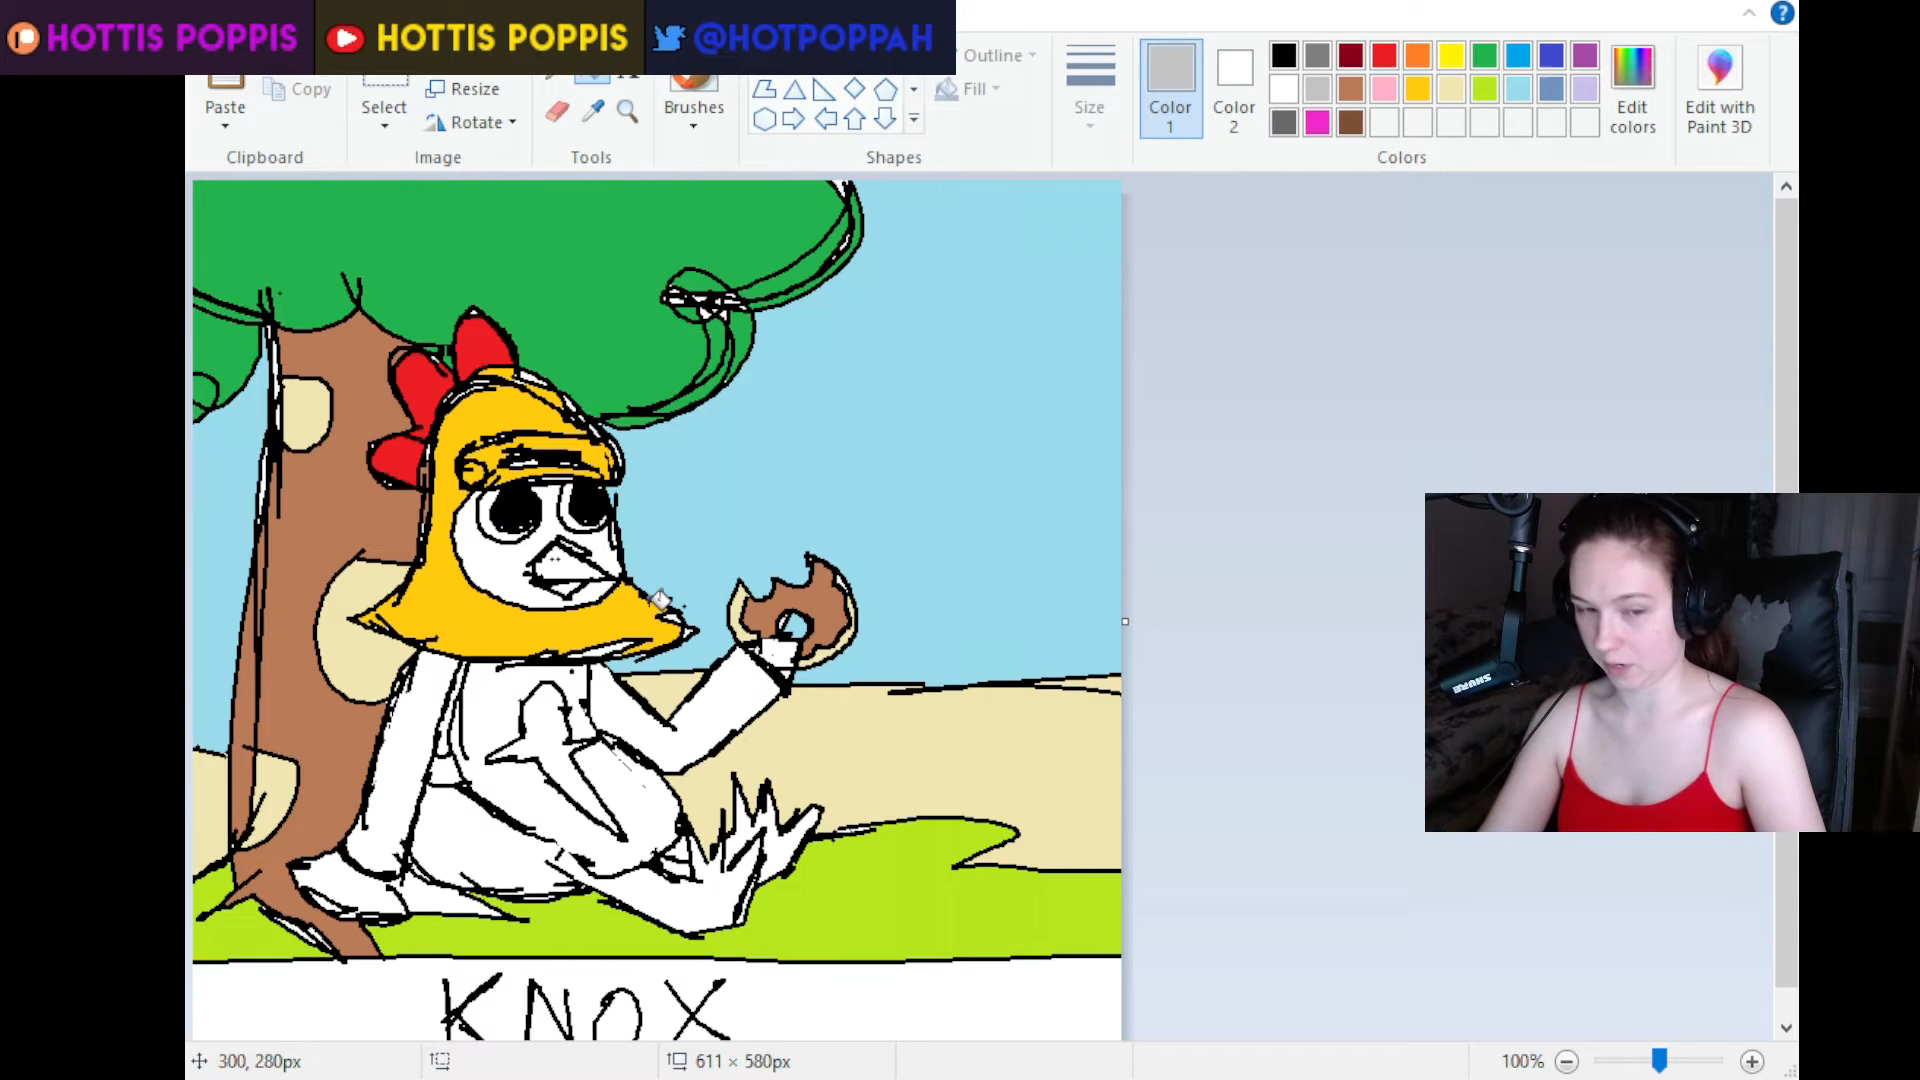 HOTTIS POPPIS
HOTTIS POPPIS
@HOTPOPPAH
Outline
Copy
Resize
Fill
Paste
Select
Rotate
Brushes
Size
Color 1
Color 2
Edit colors
Edit with Paint 3D
Clipboard
Image
Tools
Shapes
Colors
SHURE
KNOX
300, 280px
611 × 580px
100%